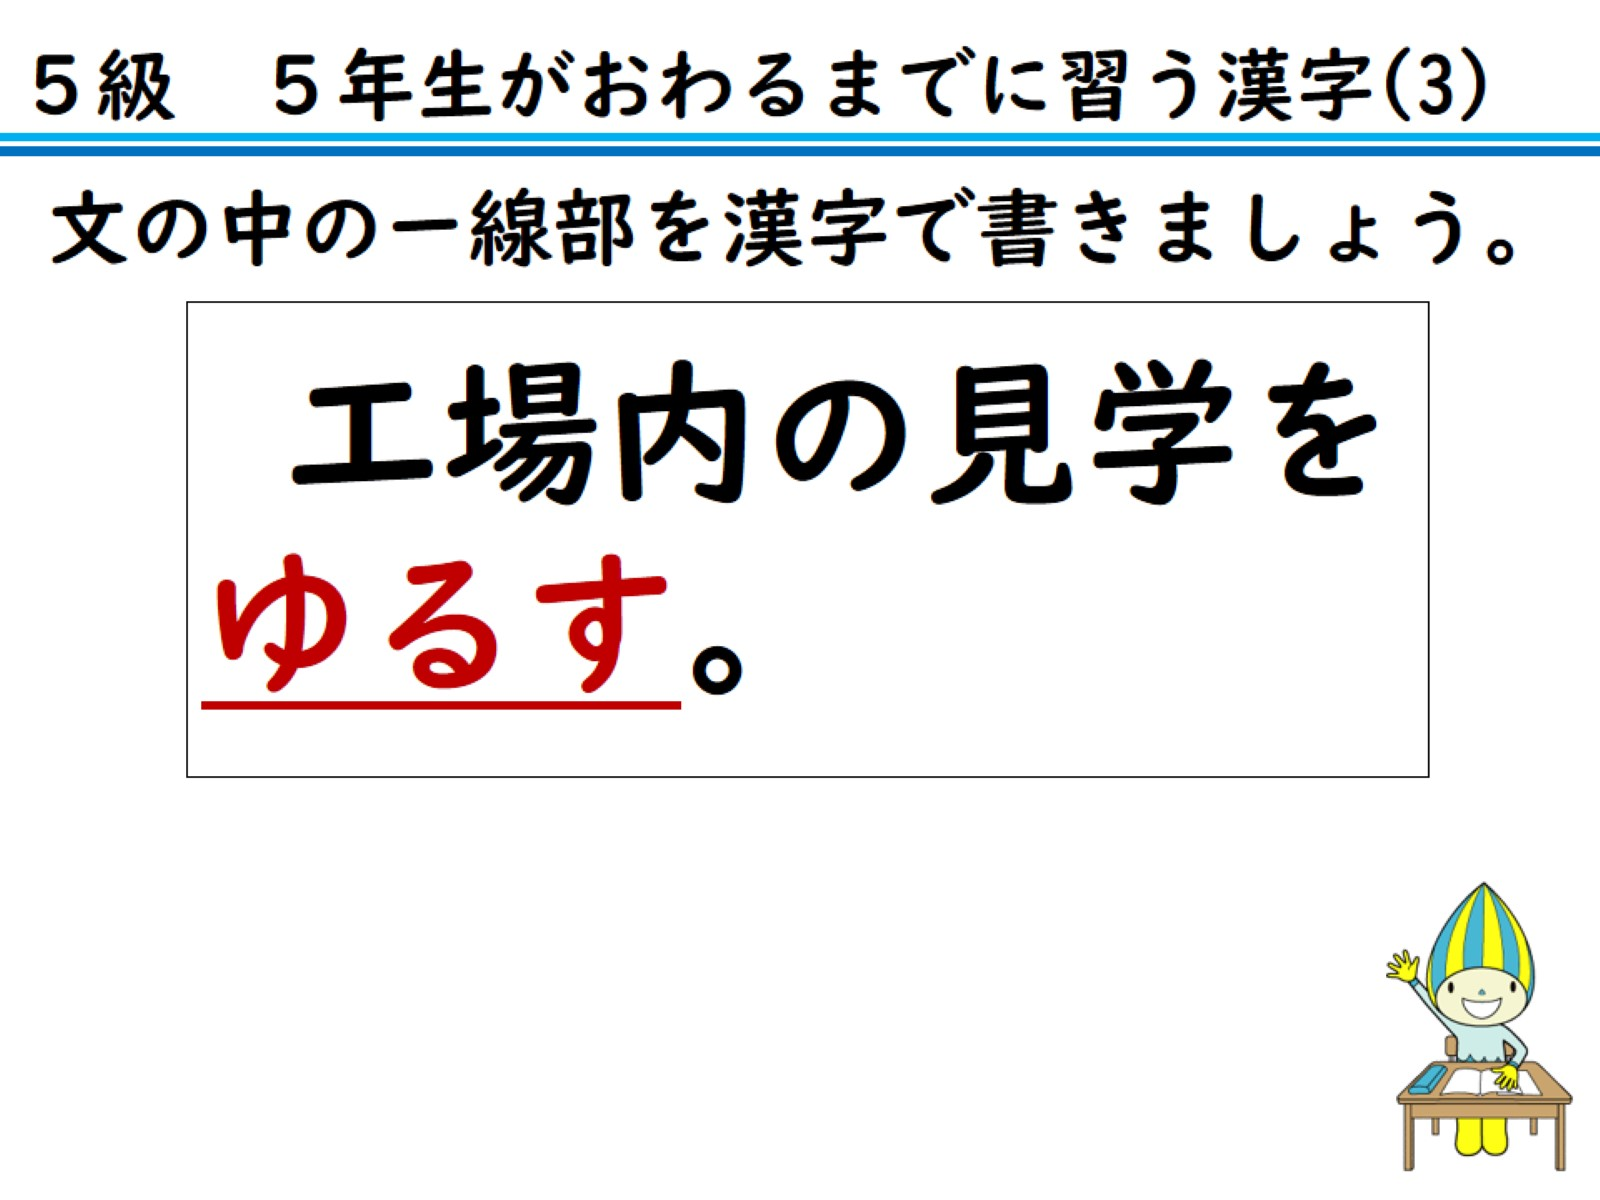 ５級　５年生がおわるまでに習う漢字(3)
文の中の一線部を漢字で書きましょう。
工場内の見学を
ゆるす。